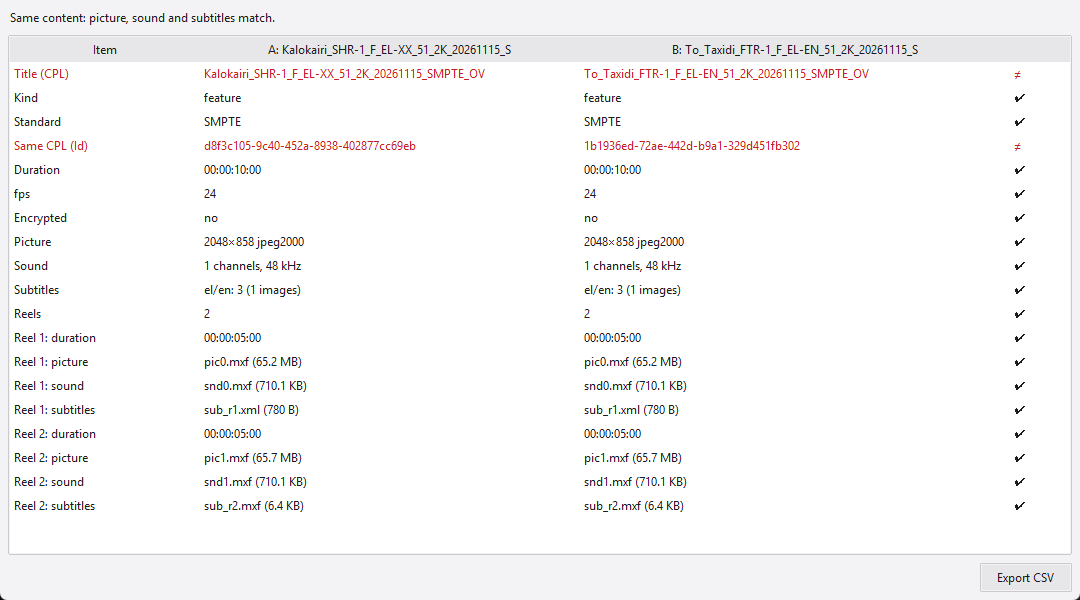 Same content: picture, sound and subtitles match.
Item A: Kalokairi_SHR-1_F_EL-XX_51_2K_20261115_S B: To_Taxidi_FTR-1_F_EL-EN_51_2K_20261115_S
Title (CPL) Kalokairi_SHR-1_F_EL-XX_51_2K_20261115_SMPTE_OV To_Taxidi_FTR-1_F_EL-EN_51_2K_20261115_SMPTE_OV ≠
Kind feature feature ✔
Standard SMPTE SMPTE ✔
Same CPL (Id) d8f3c105-9c40-452a-8938-402877cc69eb 1b1936ed-72ae-442d-b9a1-329d451fb302 ≠
Duration 00:00:10:00 00:00:10:00 ✔
fps 24 24 ✔
Encrypted no no ✔
Picture 2048×858 jpeg2000 2048×858 jpeg2000 ✔
Sound 1 channels, 48 kHz 1 channels, 48 kHz ✔
Subtitles el/en: 3 (1 images) el/en: 3 (1 images) ✔
Reels 2 2 ✔
Reel 1: duration 00:00:05:00 00:00:05:00 ✔
Reel 1: picture pic0.mxf (65.2 MB) pic0.mxf (65.2 MB) ✔
Reel 1: sound snd0.mxf (710.1 KB) snd0.mxf (710.1 KB) ✔
Reel 1: subtitles sub_r1.xml (780 B) sub_r1.xml (780 B) ✔
Reel 2: duration 00:00:05:00 00:00:05:00 ✔
Reel 2: picture pic1.mxf (65.7 MB) pic1.mxf (65.7 MB) ✔
Reel 2: sound snd1.mxf (710.1 KB) snd1.mxf (710.1 KB) ✔
Reel 2: subtitles sub_r2.mxf (6.4 KB) sub_r2.mxf (6.4 KB) ✔
Export CSV